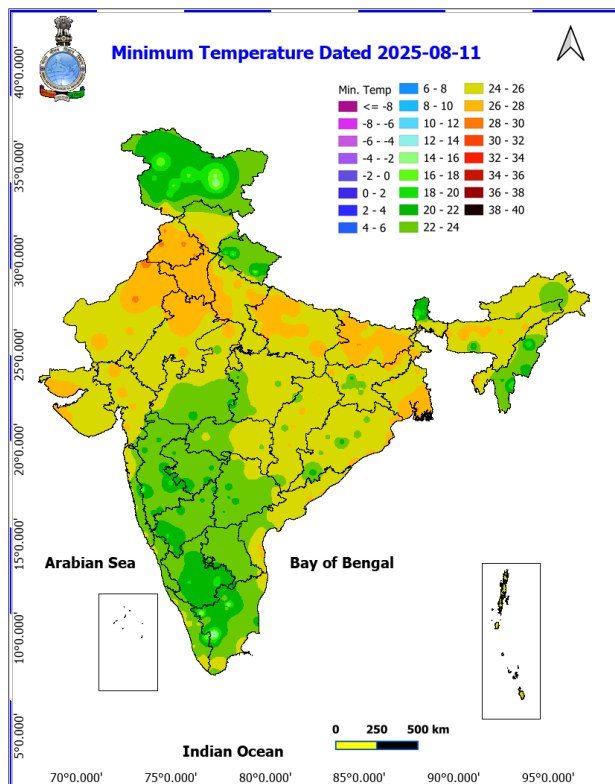 Minimum Temperature Dated 2025-08-11
Min. Temp
<= -8
-8 - -6
-6 - -4
-4 - -2
-2 - 0
0 - 2
2 - 4
4 - 6
6 - 8
8 - 10
10 - 12
12 - 14
14 - 16
16 - 18
18 - 20
20 - 22
22 - 24
24 - 26
26 - 28
28 - 30
30 - 32
32 - 34
34 - 36
36 - 38
38 - 40
40°0.000'
35°0.000'
30°0.000'
25°0.000'
20°0.000'
15°0.000'
10°0.000'
5°0.000'
Arabian Sea
Bay of Bengal
Indian Ocean
0 250 500 km
70°0.000' 75°0.000' 80°0.000' 85°0.000' 90°0.000' 95°0.000'